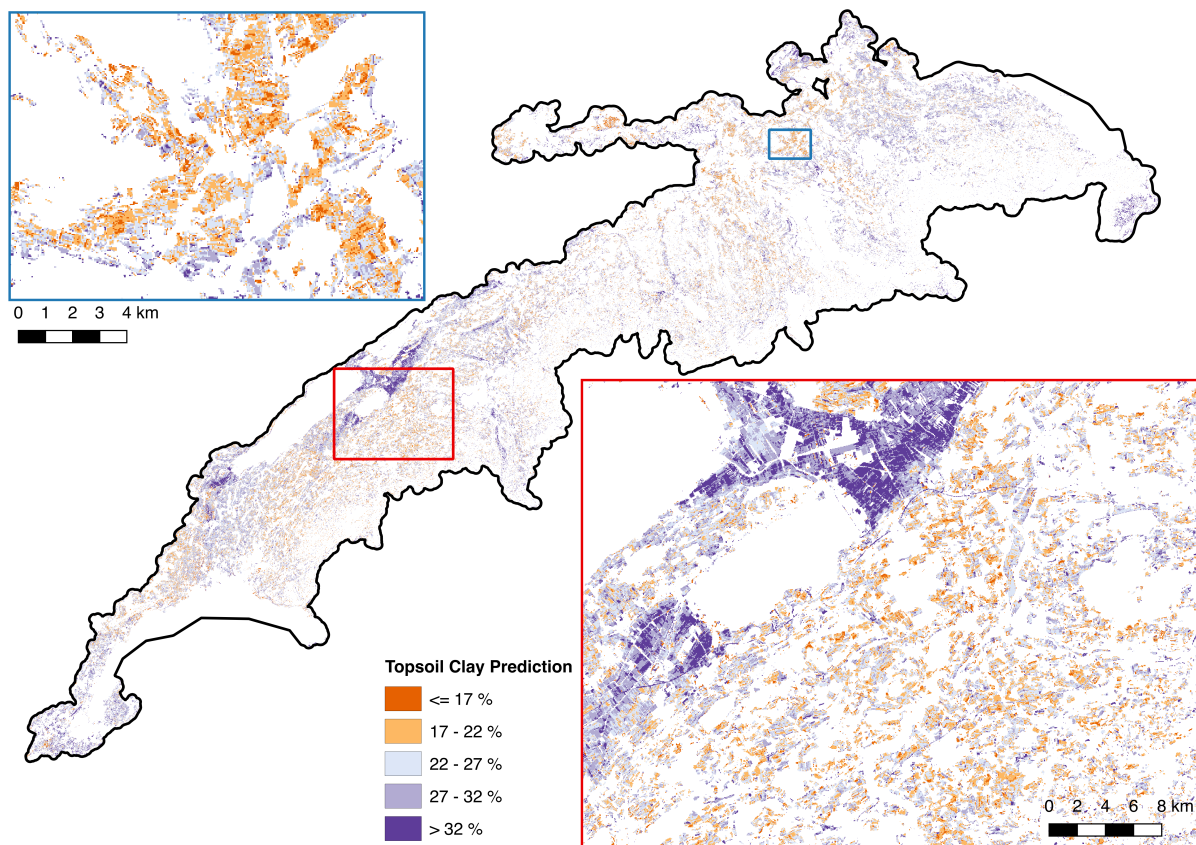 0 1 2 3 4 km
Topsoil Clay Prediction
<= 17 %
17 - 22 %
22 - 27 %
27 - 32 %
> 32 %
0 2 4 6 8 km